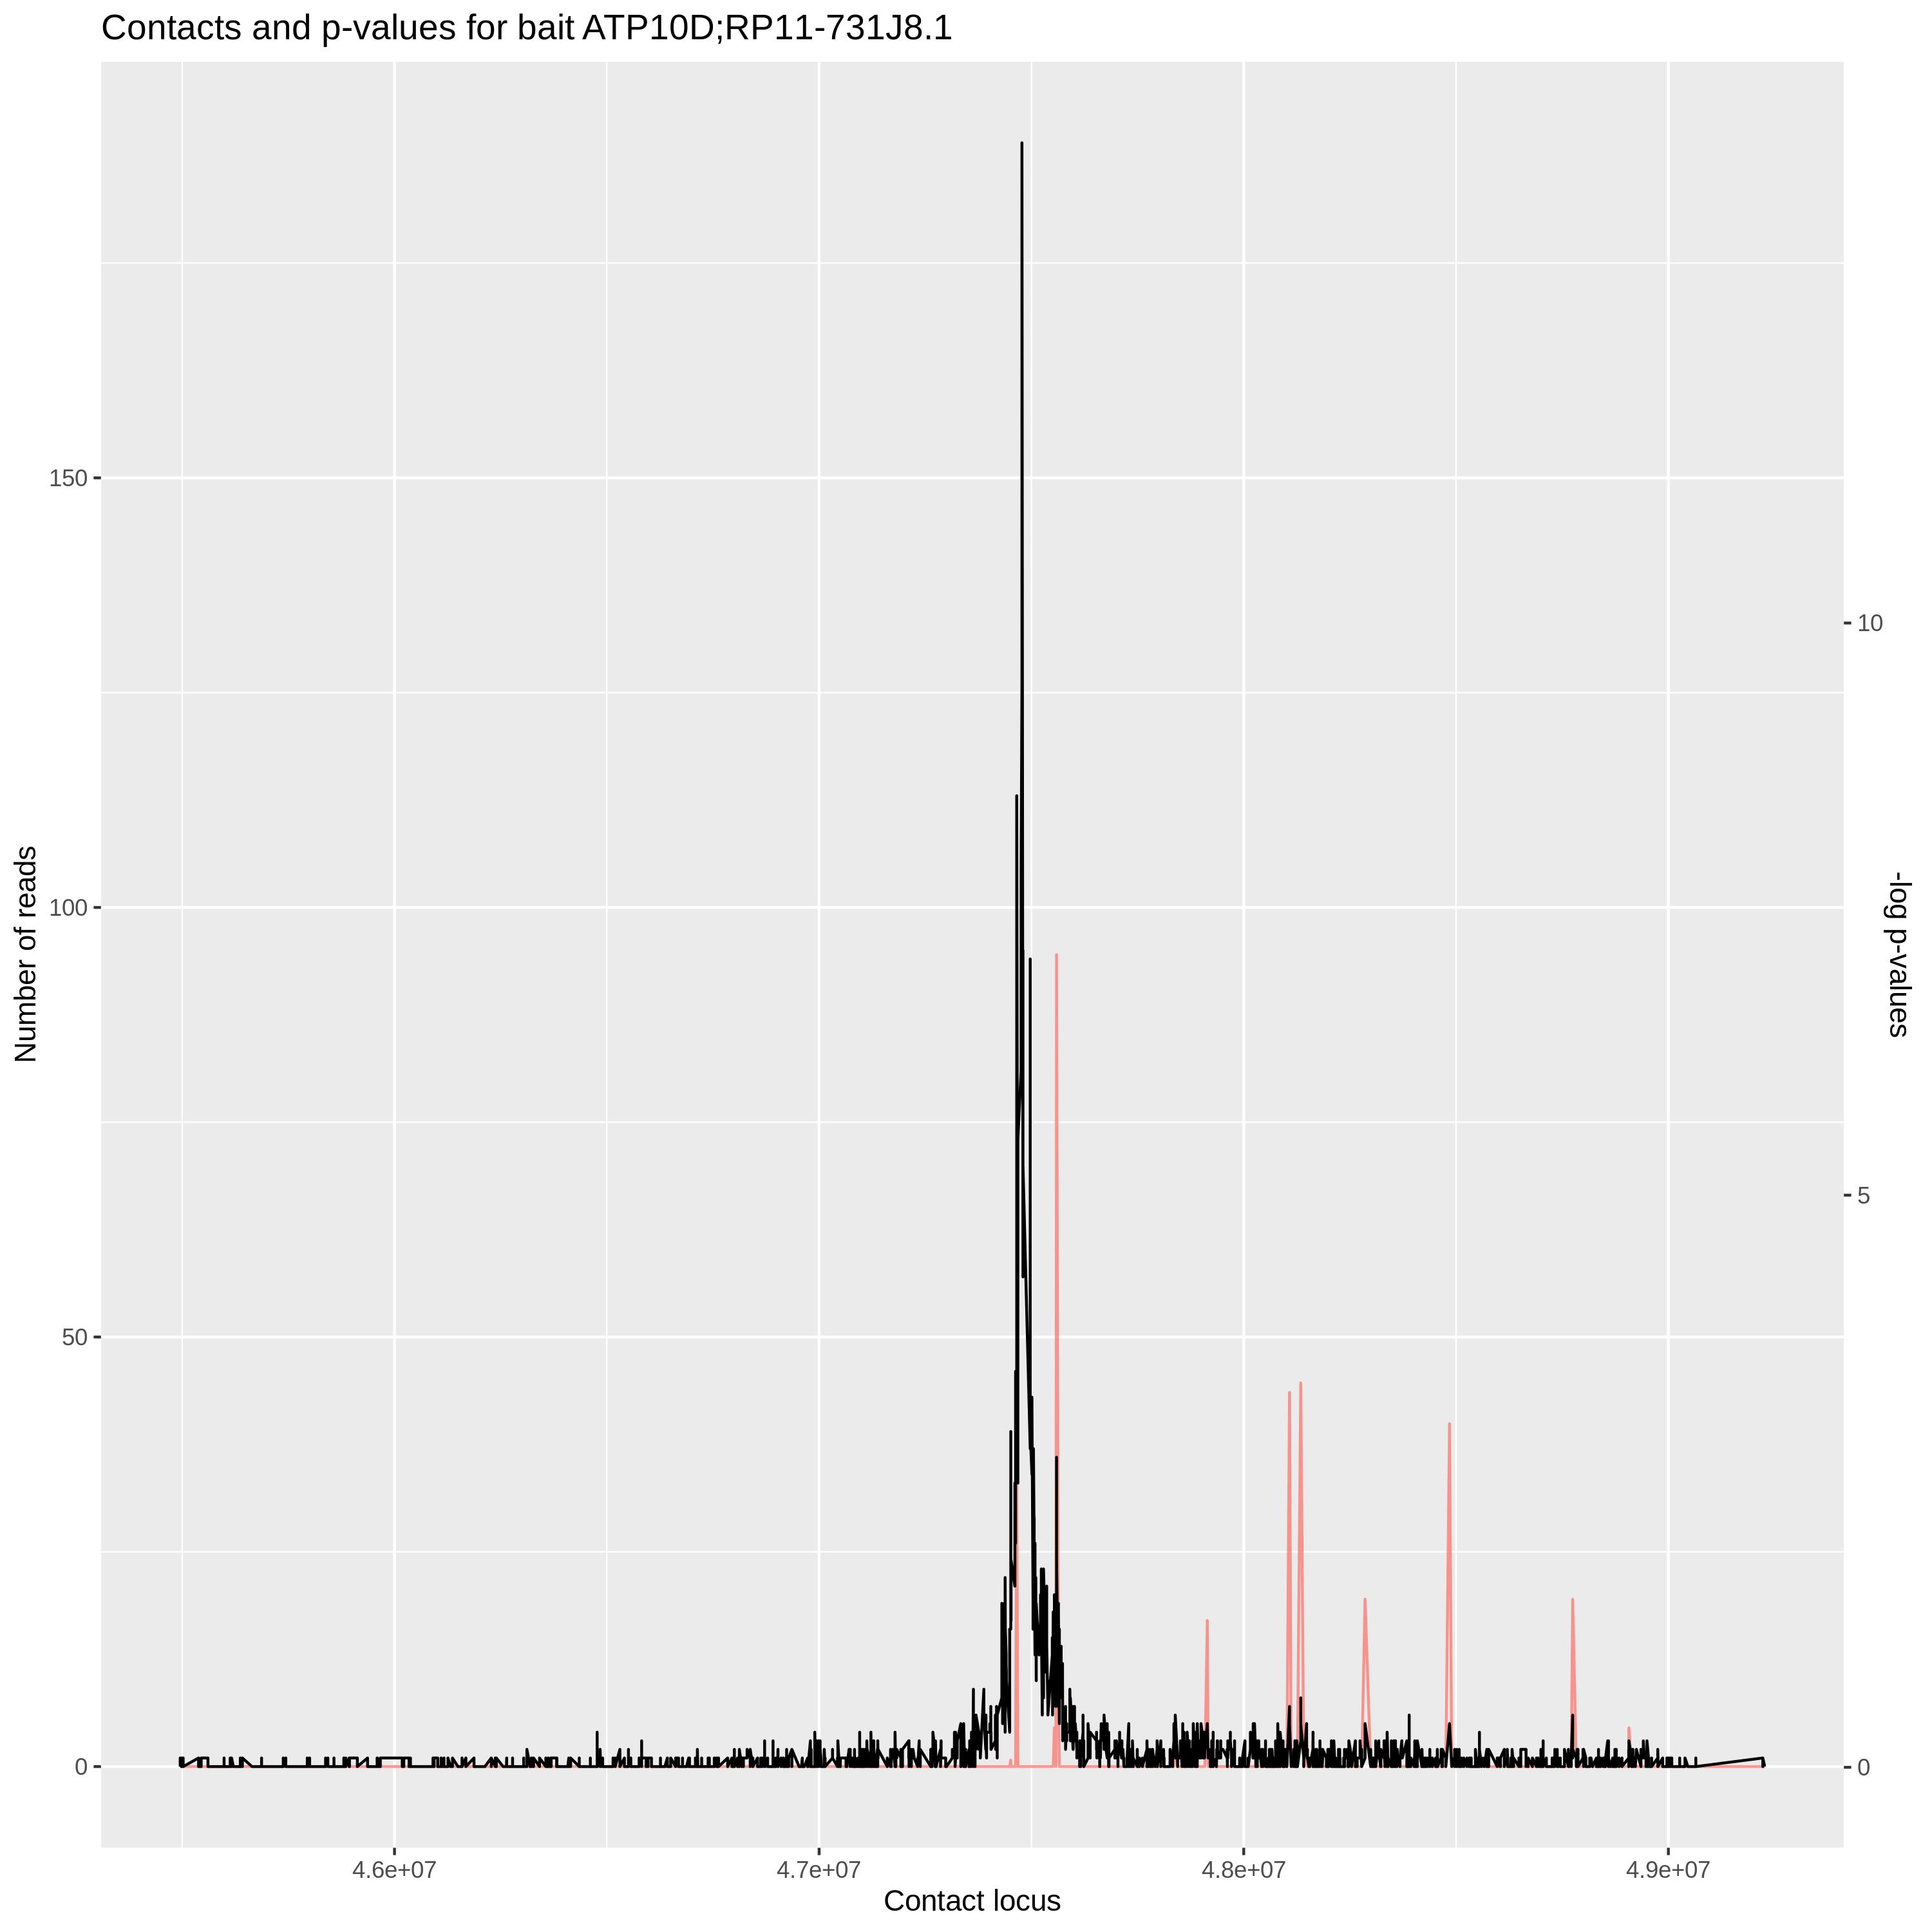 Contacts and p-values for bait ATP10D;RP11-731J8.1
Number of reads
150
100
50
0
10
5
0
-log p-values
4.6e+07
4.7e+07
4.8e+07
4.9e+07
Contact locus